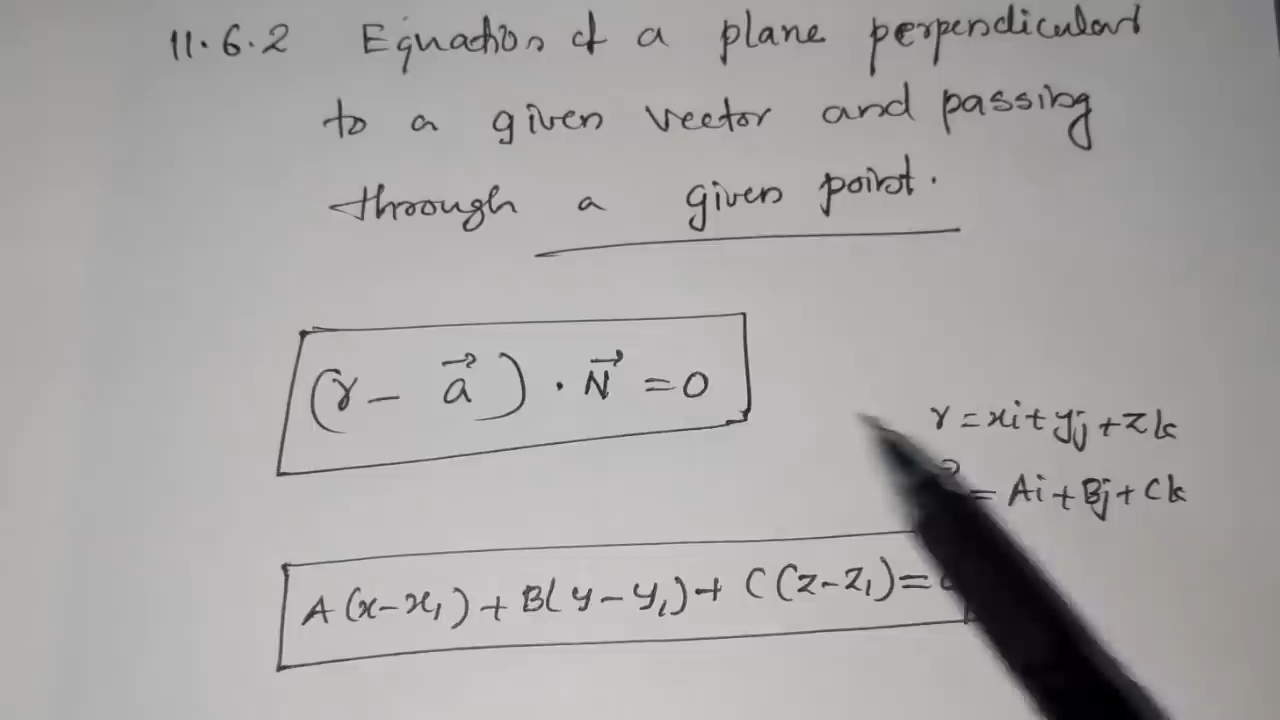 11.6.2 Equation of a plane perpendicular
to a given vector and passing
through a given point.
(r - a⃗) · N⃗ = 0
r = xi + yj + zk
= Ai + Bj + Ck
A(x-x₁) + B(y-y₁) + C(z-z₁) =